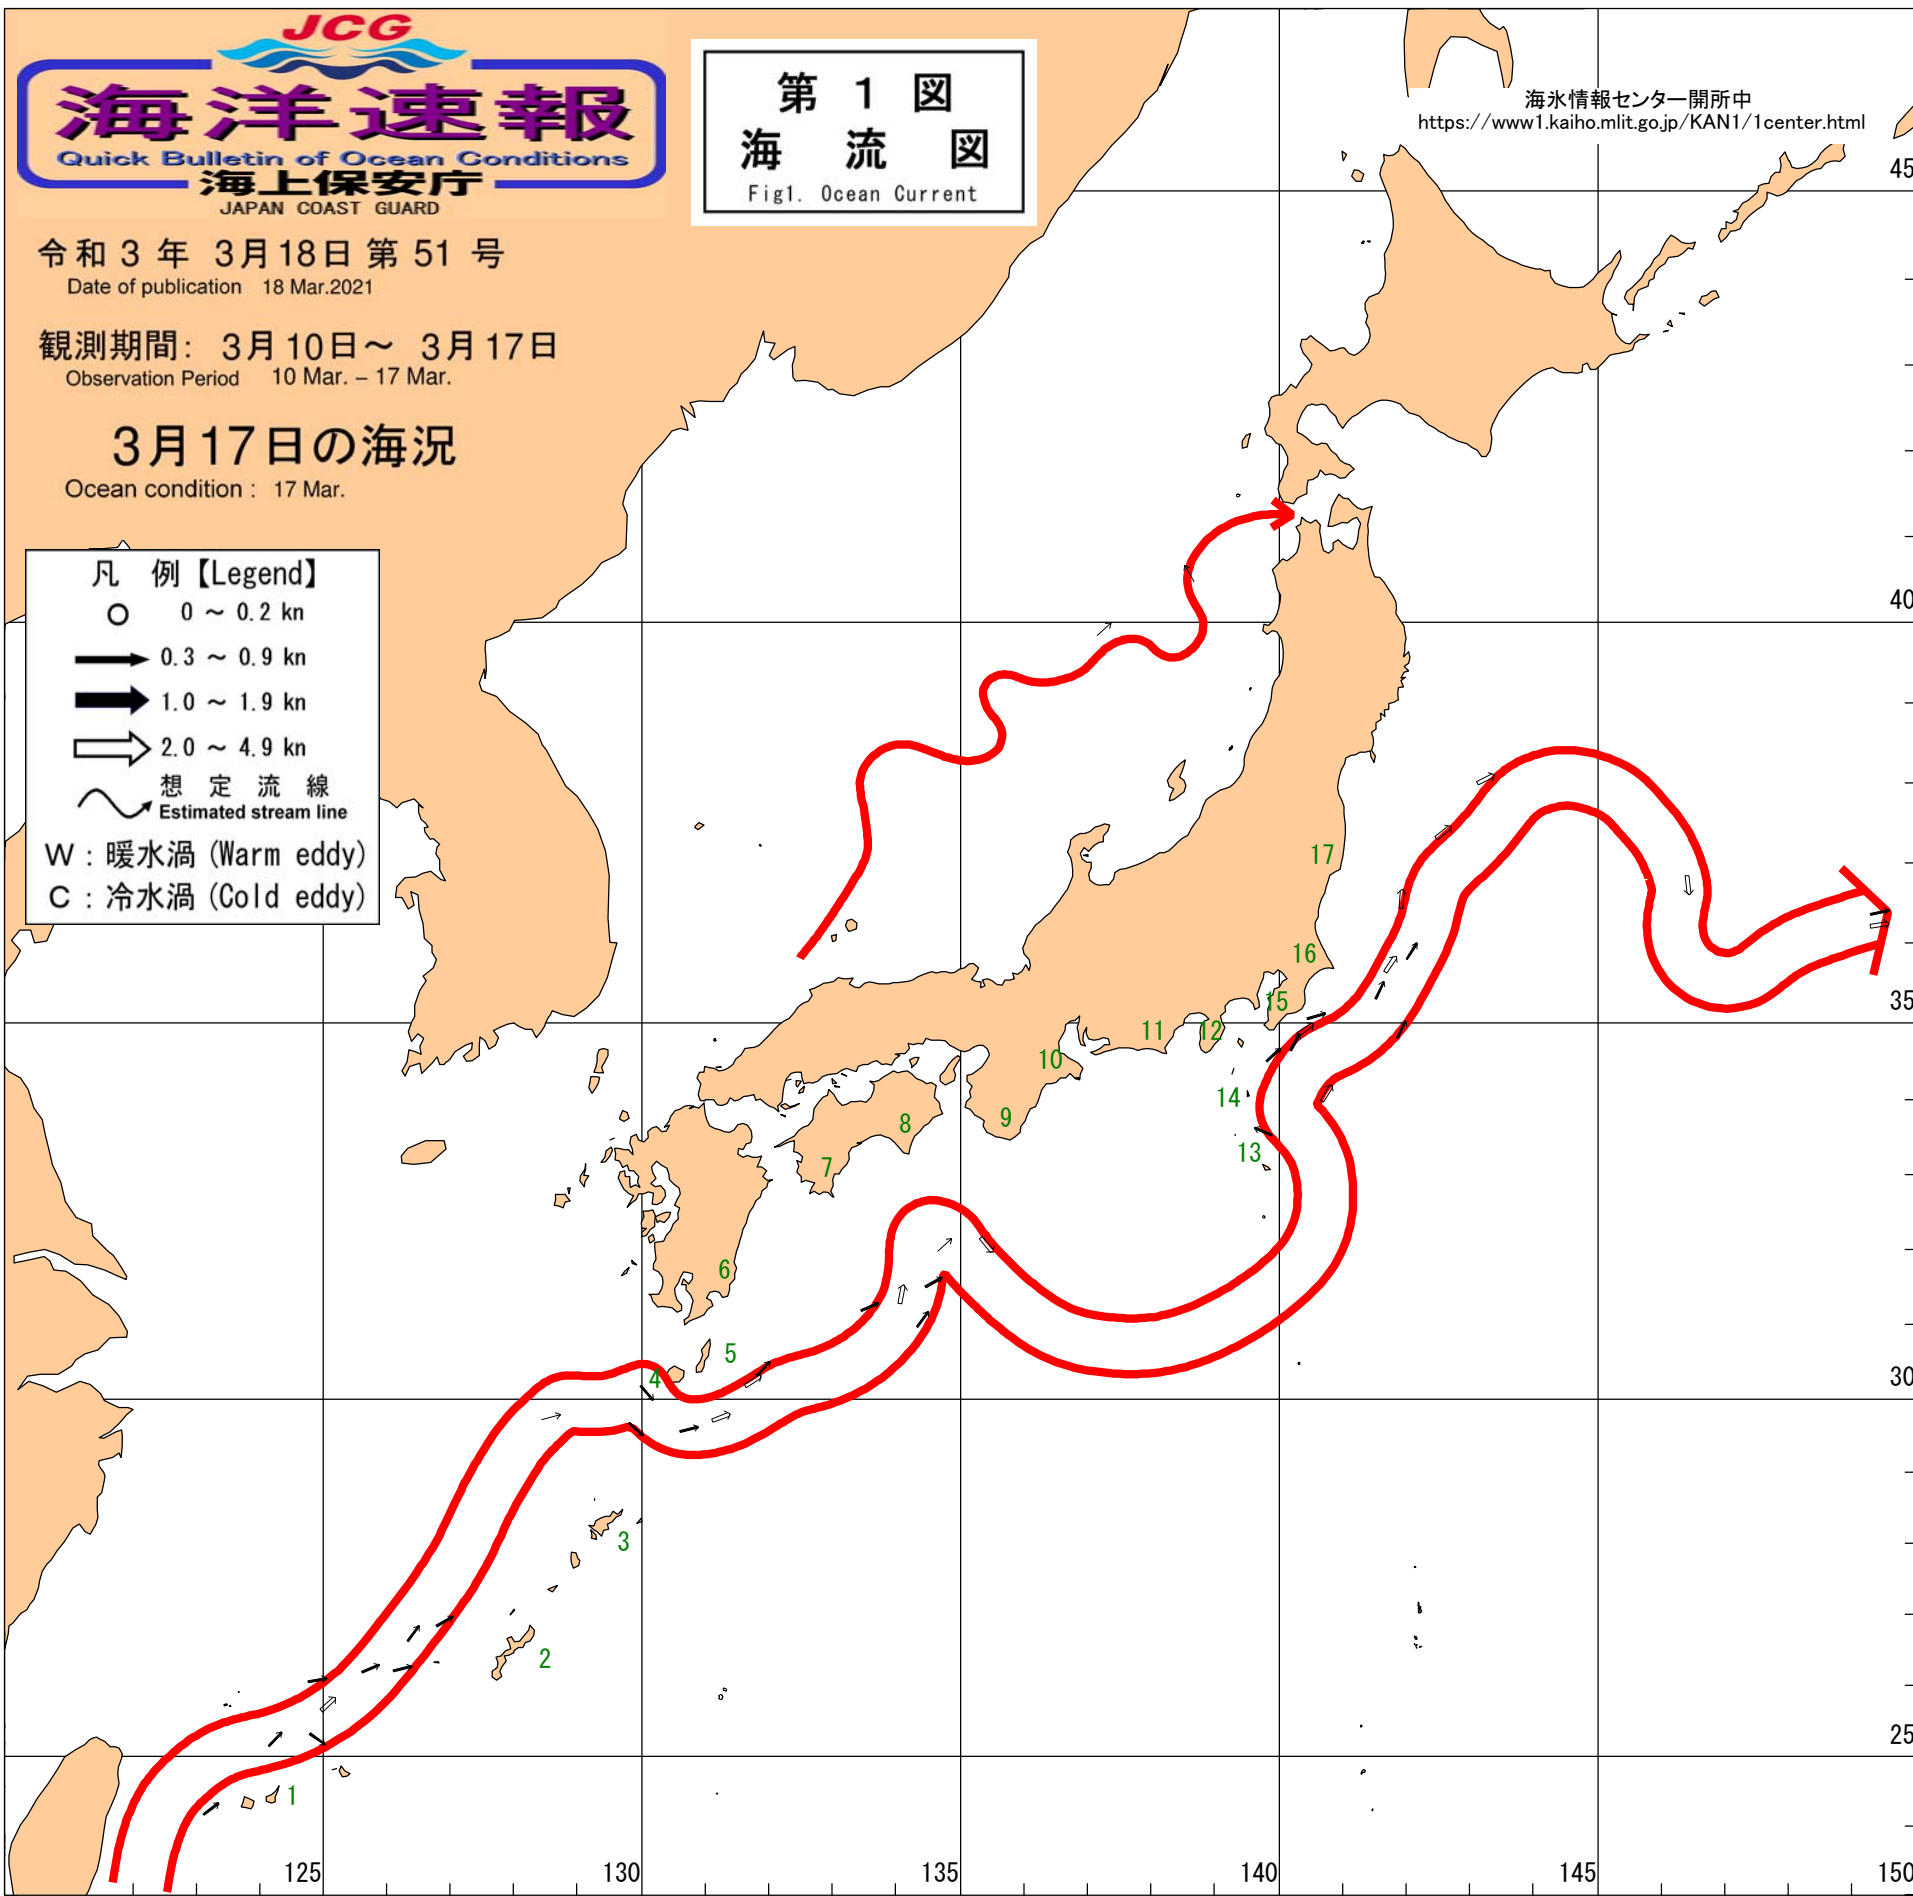 JCG
海洋速報
Quick Bulletin of Ocean Conditions
海上保安庁
JAPAN COAST GUARD
第 1 図
海 流 図
Fig1. Ocean Current
海氷情報センター開所中
https://www1.kaiho.mlit.go.jp/KAN1/1center.html
令和 3 年 3月18日 第 51 号
Date of publication 18 Mar.2021
観測期間： 3月10日～ 3月17日
Observation Period 10 Mar. – 17 Mar.
3月17日の海況
Ocean condition : 17 Mar.
凡 例【Legend】
0 ～ 0.2 kn
0.3 ～ 0.9 kn
1.0 ～ 1.9 kn
2.0 ～ 4.9 kn
想 定 流 線
Estimated stream line
W : 暖水渦 (Warm eddy)
C : 冷水渦 (Cold eddy)
45
40
17
16
35
15
12
11
10
14
9
8
13
7
6
5
4
30
3
2
25
1
125
130
135
140
145
150